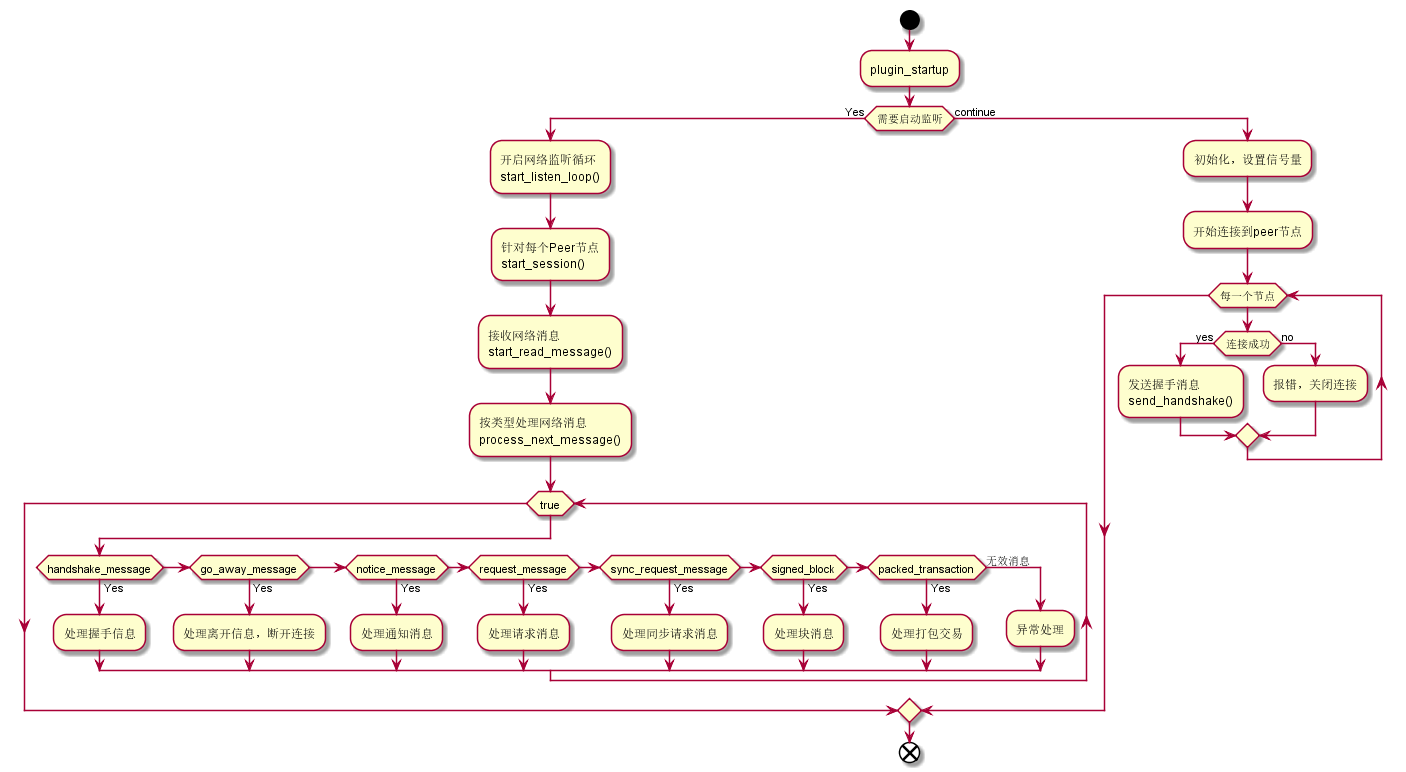 plugin_startup
Yes
需要启动监听
continue
开启网络监听循环
start_listen_loop()
针对每个Peer节点
start_session()
接收网络消息
start_read_message()
按类型处理网络消息
process_next_message()
true
handshake_message
Yes
处理握手信息
go_away_message
Yes
处理离开信息，断开连接
notice_message
Yes
处理通知消息
request_message
Yes
处理请求消息
sync_request_message
Yes
处理同步请求消息
signed_block
Yes
处理块消息
packed_transaction
Yes
处理打包交易
无效消息
异常处理
初始化，设置信号量
开始连接到peer节点
每一个节点
yes
连接成功
no
发送握手消息
send_handshake()
报错，关闭连接